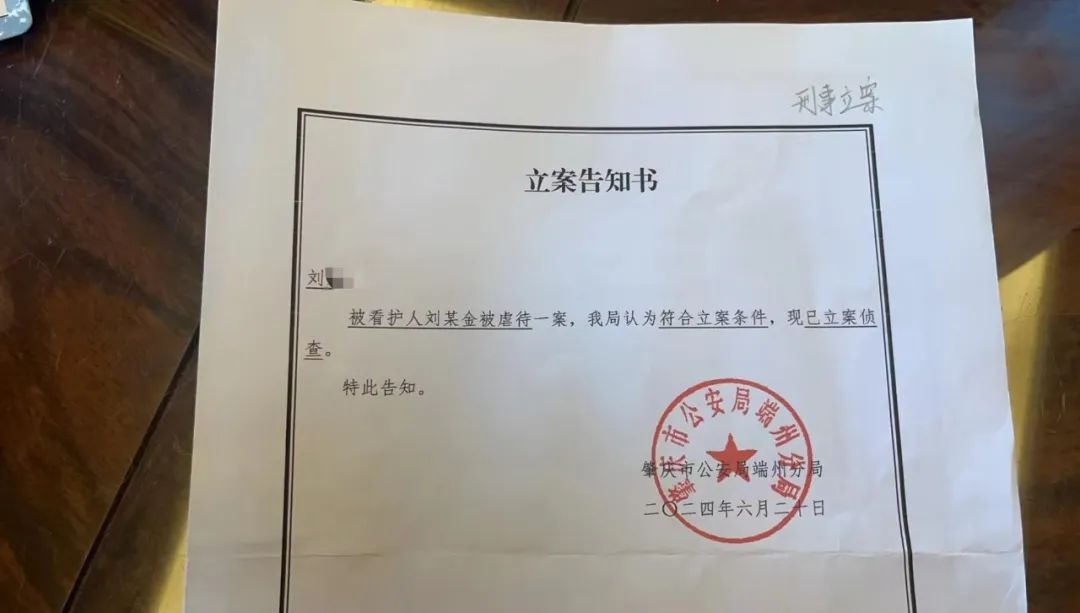 刑事立案
立案告知书
刘
被看护人刘某金被虐待一案，我局认为符合立案条件，现已立案侦
查。
特此告知。
肇庆市公安局端州分局
肇庆市公安局端州分局
二〇二四年六月二十日